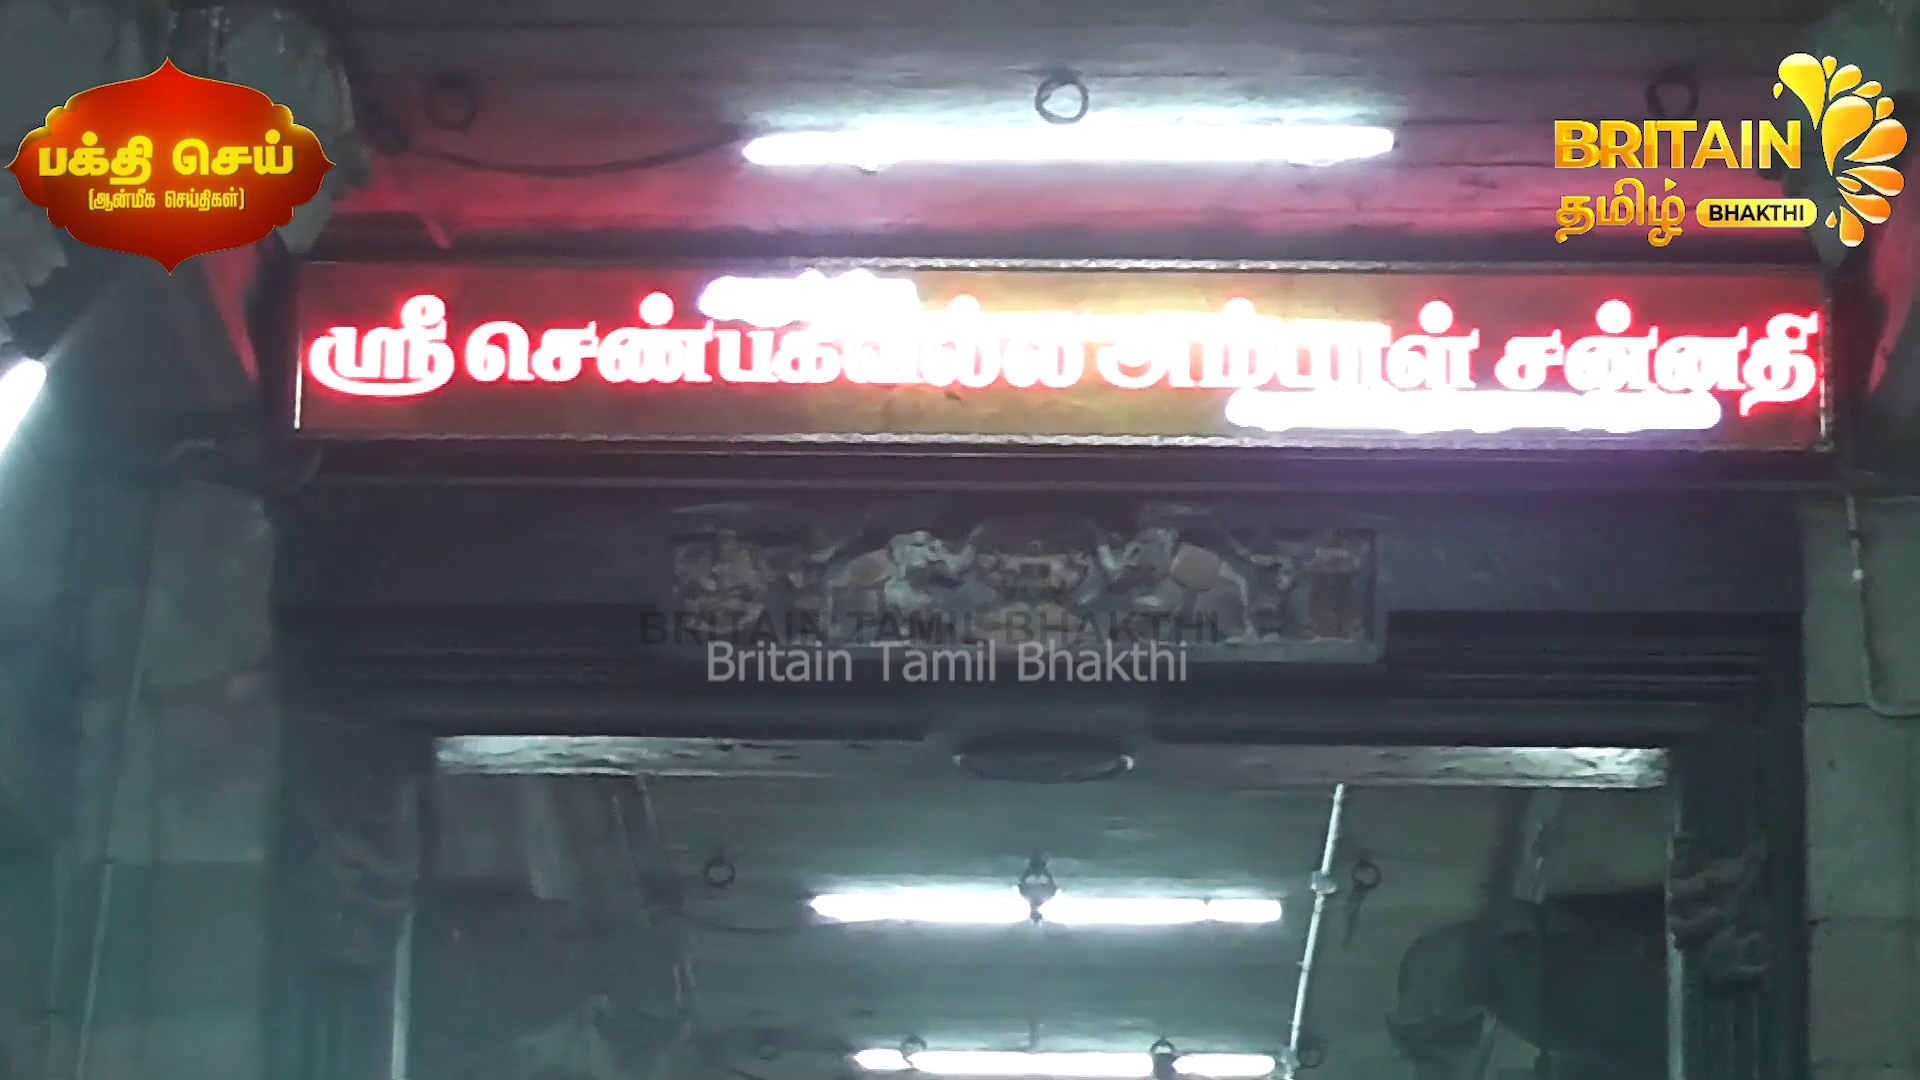 பக்தி செய்
(ஆன்மீக செய்திகள்)
BRITAIN
தமிழ் BHAKTHI
ஸ்ரீ செண்பகவல்லி அம்பாள் சன்னதி
BRITAIN TAMIL BHAKTHI
Britain Tamil Bhakthi